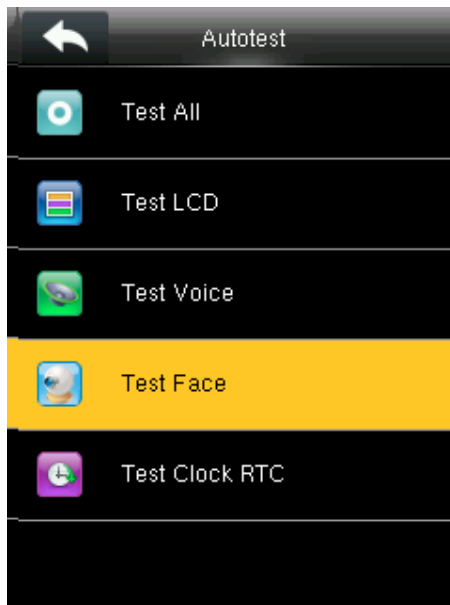 Autotest
Test All
Test LCD
Test Voice
Test Face
Test Clock RTC